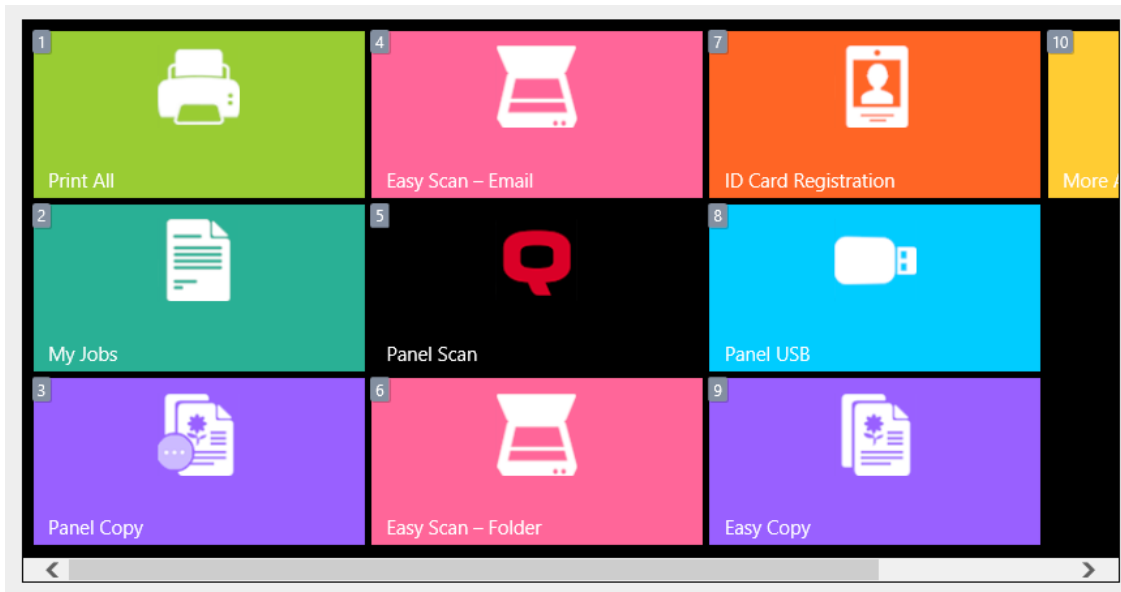 1
Print All
4
Easy Scan – Email
7
ID Card Registration
10
More
2
My Jobs
5
Q
Panel Scan
8
Panel USB
3
Panel Copy
6
Easy Scan – Folder
9
Easy Copy